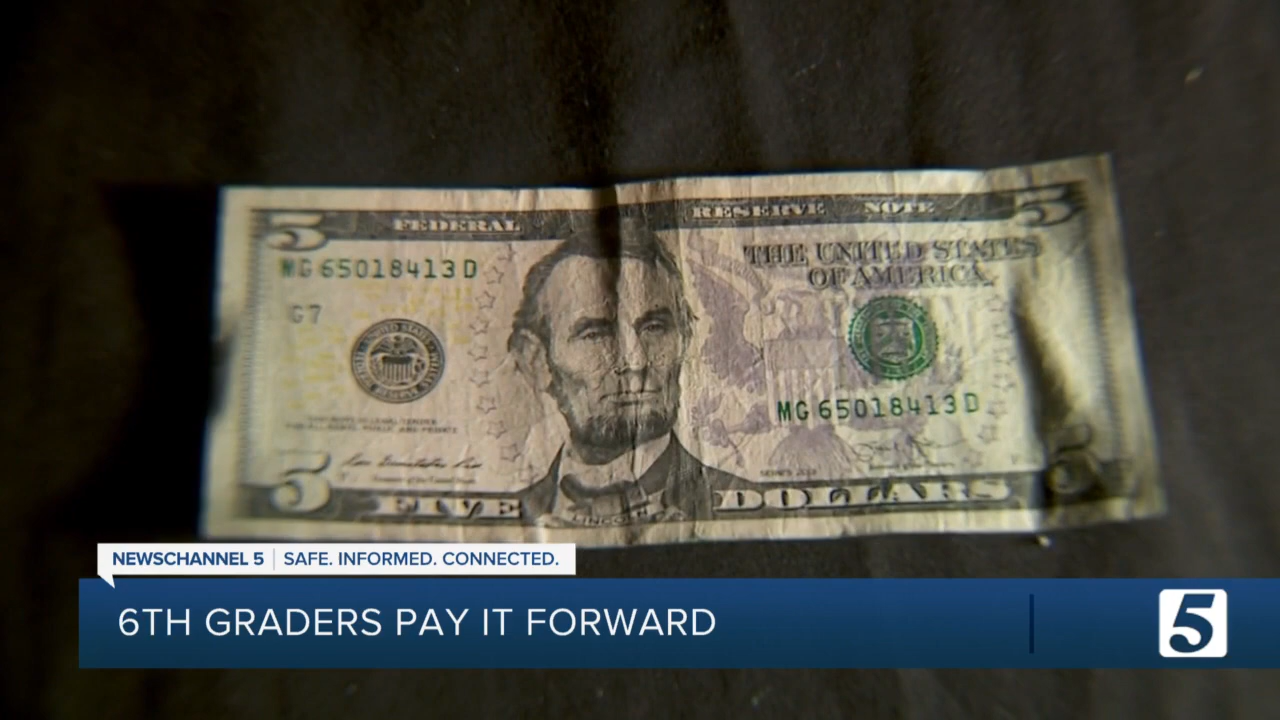 5 FEDERAL RESERVE NOTE 5
THE UNITED STATES
OF AMERICA
MG 65018413 D
G7
MG 65018413 D
5 FIVE DOLLARS 5
NEWSCHANNEL 5 | SAFE. INFORMED. CONNECTED.
6TH GRADERS PAY IT FORWARD
5